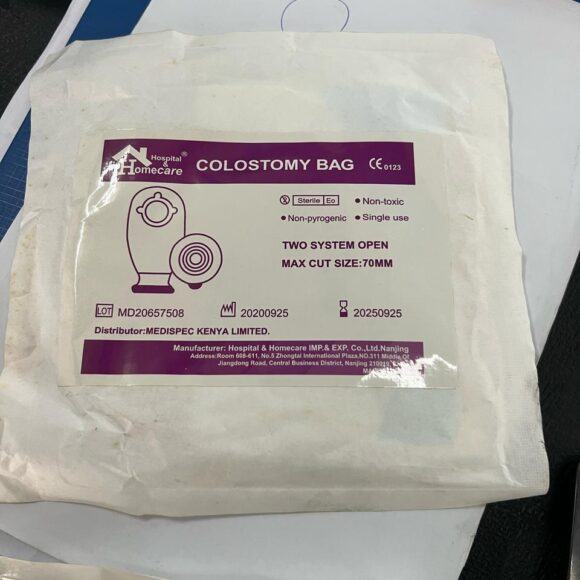 Hospital
&
Homecare®
COLOSTOMY BAG CE 0123
Sterile Eo • Non-toxic
• Non-pyrogenic • Single use
TWO SYSTEM OPEN
MAX CUT SIZE:70MM
LOT MD20657508 20200925 20250925
Distributor:MEDISPEC KENYA LIMITED.
Manufacturer: Hospital & Homecare IMP.& EXP. Co.,Ltd.Nanjing
Address:Room 608-611, No.5 Zhongtai International Plaza,NO.311 Middle Of
Jiangdong Road, Central Business District, Nanjing 210019,